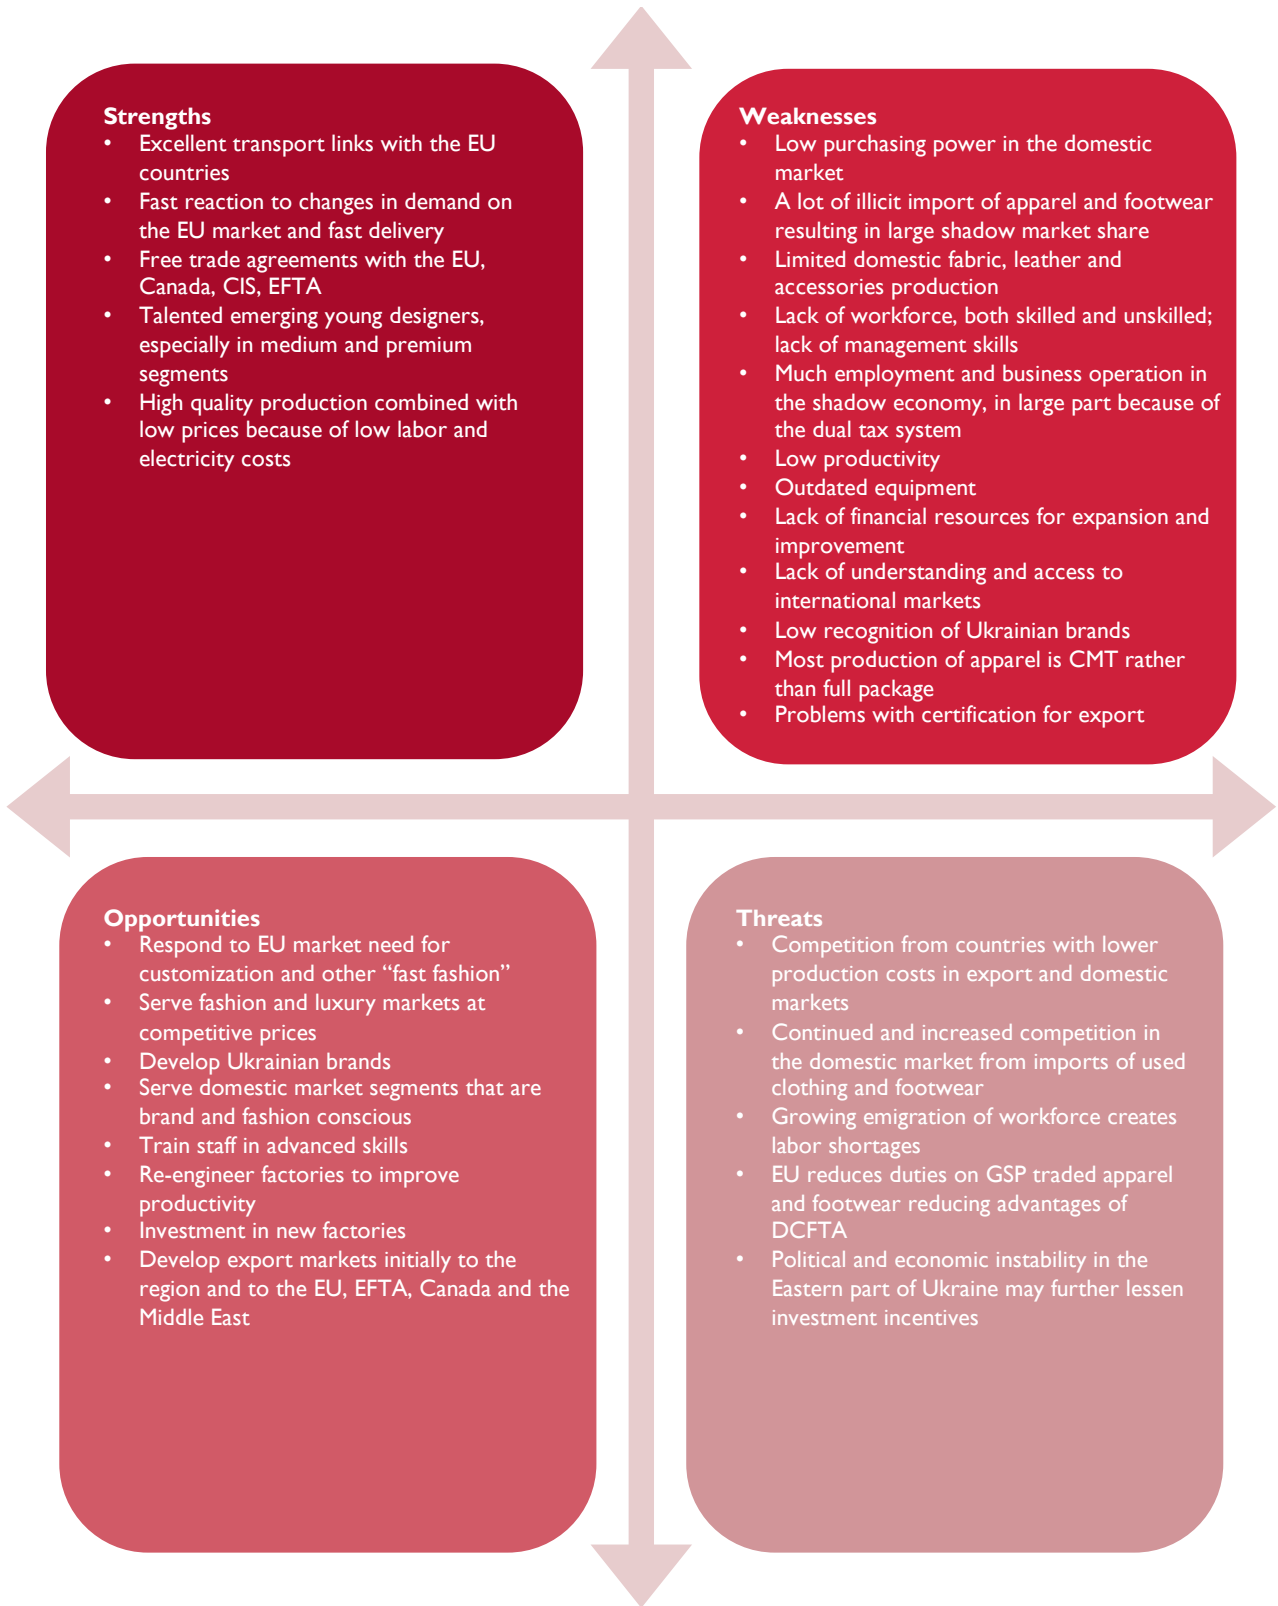 Strengths
• Excellent transport links with the EU
countries
• Fast reaction to changes in demand on
the EU market and fast delivery
• Free trade agreements with the EU,
Canada, CIS, EFTA
• Talented emerging young designers,
especially in medium and premium
segments
• High quality production combined with
low prices because of low labor and
electricity costs
Weaknesses
• Low purchasing power in the domestic
market
• A lot of illicit import of apparel and footwear
resulting in large shadow market share
• Limited domestic fabric, leather and
accessories production
• Lack of workforce, both skilled and unskilled;
lack of management skills
• Much employment and business operation in
the shadow economy, in large part because of
the dual tax system
• Low productivity
• Outdated equipment
• Lack of financial resources for expansion and
improvement
• Lack of understanding and access to
international markets
• Low recognition of Ukrainian brands
• Most production of apparel is CMT rather
than full package
• Problems with certification for export
Opportunities
• Respond to EU market need for
customization and other “fast fashion”
• Serve fashion and luxury markets at
competitive prices
• Develop Ukrainian brands
• Serve domestic market segments that are
brand and fashion conscious
• Train staff in advanced skills
• Re-engineer factories to improve
productivity
• Investment in new factories
• Develop export markets initially to the
region and to the EU, EFTA, Canada and the
Middle East
Threats
• Competition from countries with lower
production costs in export and domestic
markets
• Continued and increased competition in
the domestic market from imports of used
clothing and footwear
• Growing emigration of workforce creates
labor shortages
• EU reduces duties on GSP traded apparel
and footwear reducing advantages of
DCFTA
• Political and economic instability in the
Eastern part of Ukraine may further lessen
investment incentives